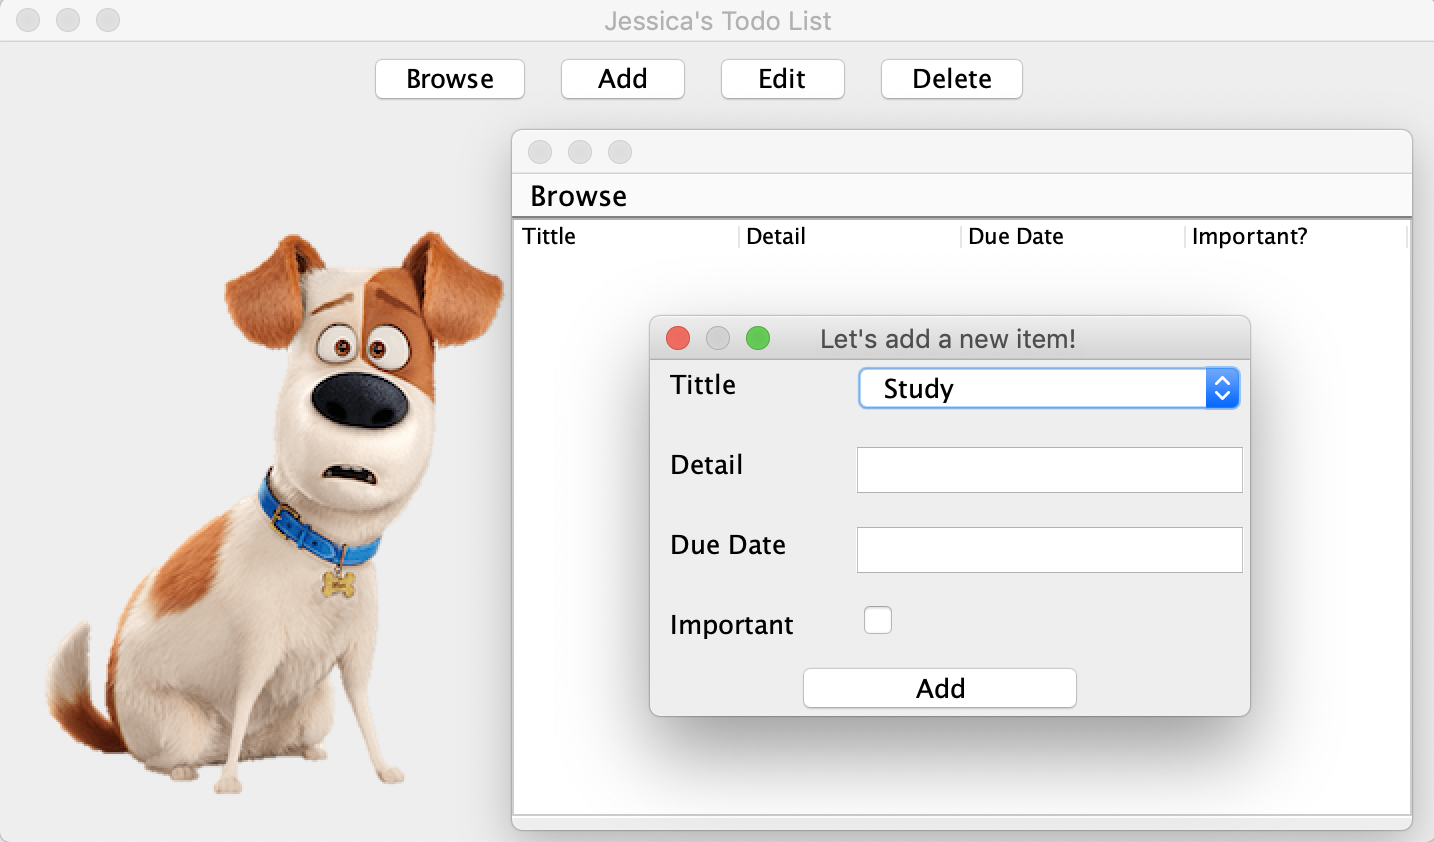 Jessica's Todo List
Browse Add Edit Delete
Browse
Tittle Detail Due Date Important?
Let's add a new item!
Tittle Study
Detail
Due Date
Important
Add